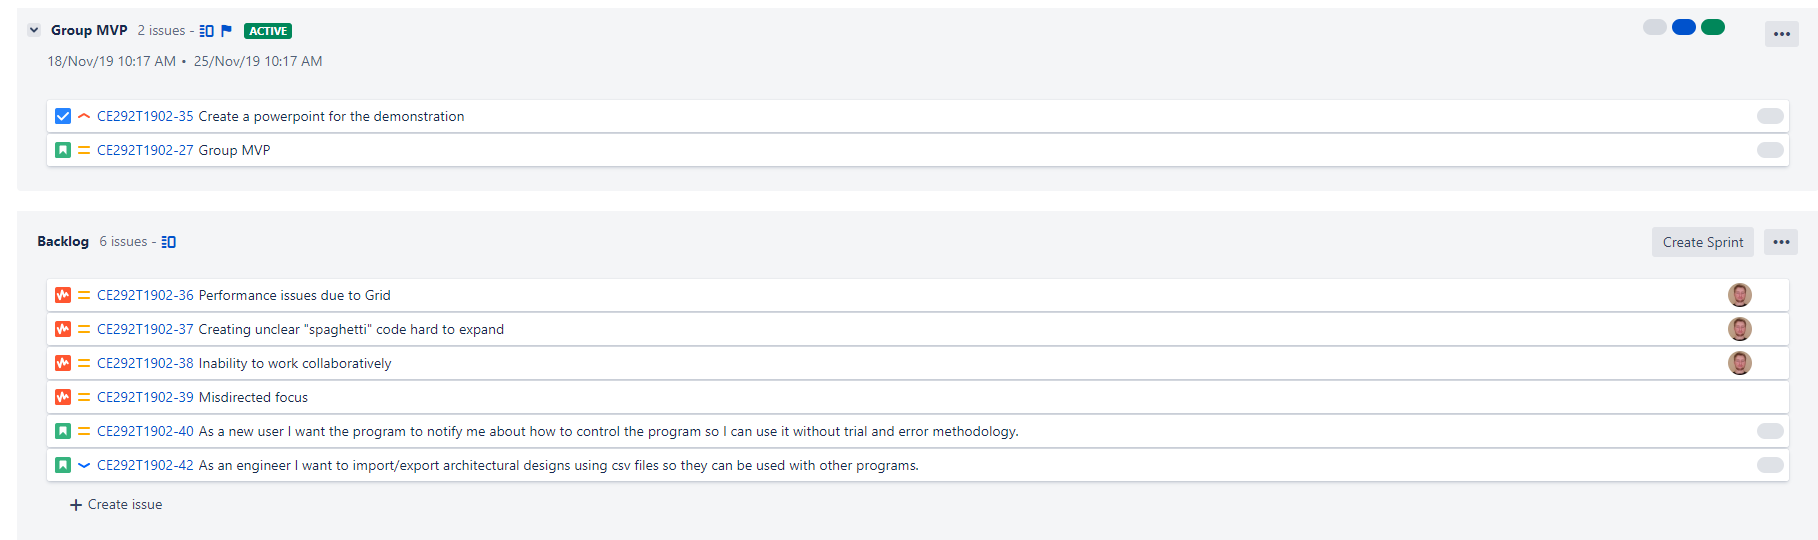 Group MVP 2 issues - ACTIVE
18/Nov/19 10:17 AM • 25/Nov/19 10:17 AM
CE292T1902-35 Create a powerpoint for the demonstration
CE292T1902-27 Group MVP
Backlog 6 issues - Create Sprint
CE292T1902-36 Performance issues due to Grid
CE292T1902-37 Creating unclear "spaghetti" code hard to expand
CE292T1902-38 Inability to work collaboratively
CE292T1902-39 Misdirected focus
CE292T1902-40 As a new user I want the program to notify me about how to control the program so I can use it without trial and error methodology.
CE292T1902-42 As an engineer I want to import/export architectural designs using csv files so they can be used with other programs.
+ Create issue